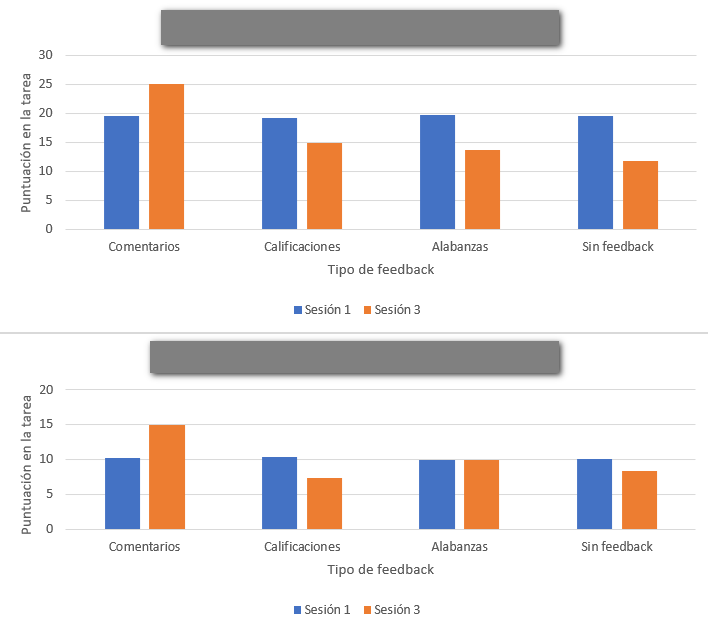 30
25
20
15
10
5
0
Puntuación en la tarea
Comentarios Calificaciones Alabanzas Sin feedback
Tipo de feedback
Sesión 1 Sesión 3
20
15
10
5
0
Puntuación en la tarea
Comentarios Calificaciones Alabanzas Sin feedback
Tipo de feedback
Sesión 1 Sesión 3